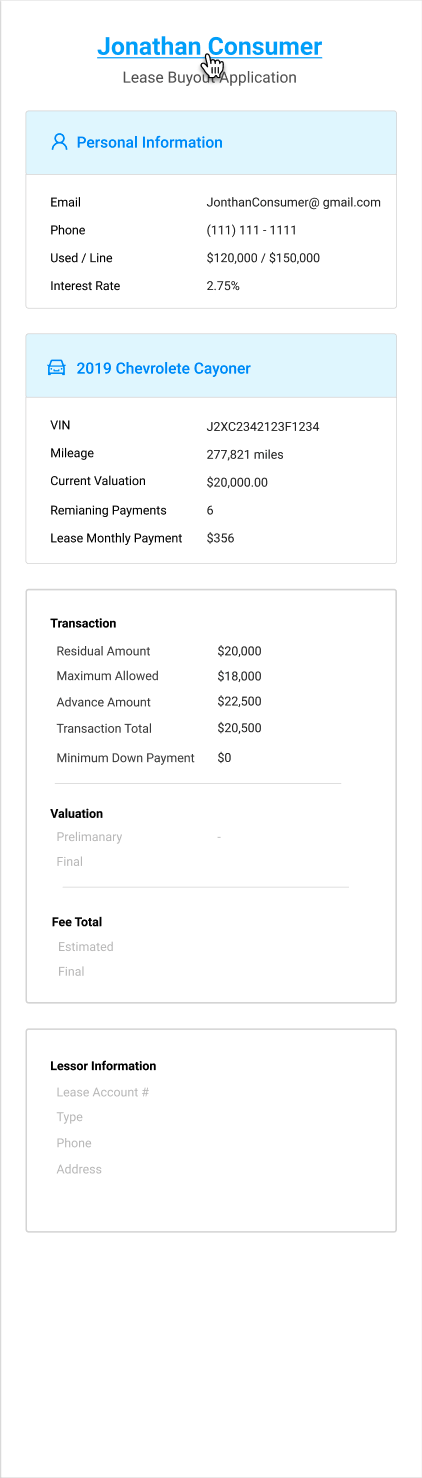 Jonathan Consumer
Lease Buyout Application
Personal Information
Email JonthanConsumer@ gmail.com
Phone (111) 111 - 1111
Used / Line $120,000 / $150,000
Interest Rate 2.75%
2019 Chevrolete Cayoner
VIN J2XC2342123F1234
Mileage 277,821 miles
Current Valuation $20,000.00
Remianing Payments 6
Lease Monthly Payment $356
Transaction
Residual Amount $20,000
Maximum Allowed $18,000
Advance Amount $22,500
Transaction Total $20,500
Minimum Down Payment $0
Valuation
Prelimanary -
Final
Fee Total
Estimated
Final
Lessor Information
Lease Account #
Type
Phone
Address